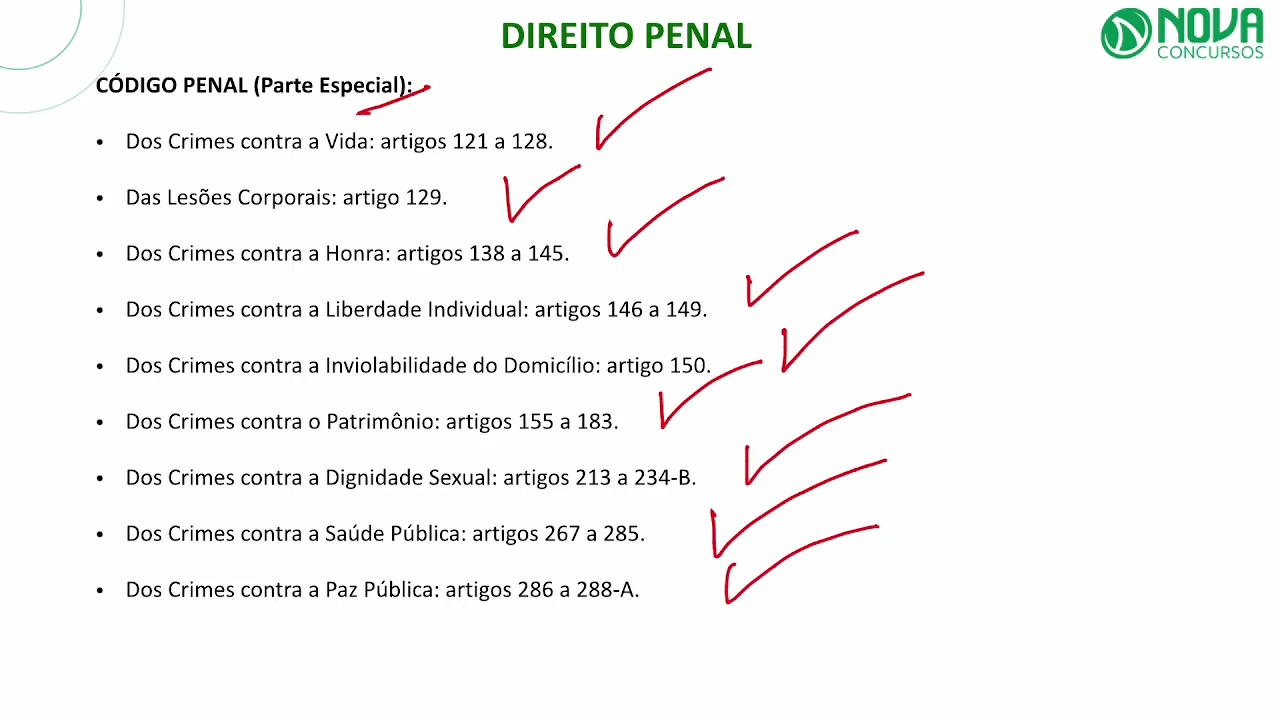 DIREITO PENAL
NOVA
CONCURSOS
CÓDIGO PENAL (Parte Especial):
• Dos Crimes contra a Vida: artigos 121 a 128.
• Das Lesões Corporais: artigo 129.
• Dos Crimes contra a Honra: artigos 138 a 145.
• Dos Crimes contra a Liberdade Individual: artigos 146 a 149.
• Dos Crimes contra a Inviolabilidade do Domicílio: artigo 150.
• Dos Crimes contra o Patrimônio: artigos 155 a 183.
• Dos Crimes contra a Dignidade Sexual: artigos 213 a 234-B.
• Dos Crimes contra a Saúde Pública: artigos 267 a 285.
• Dos Crimes contra a Paz Pública: artigos 286 a 288-A.